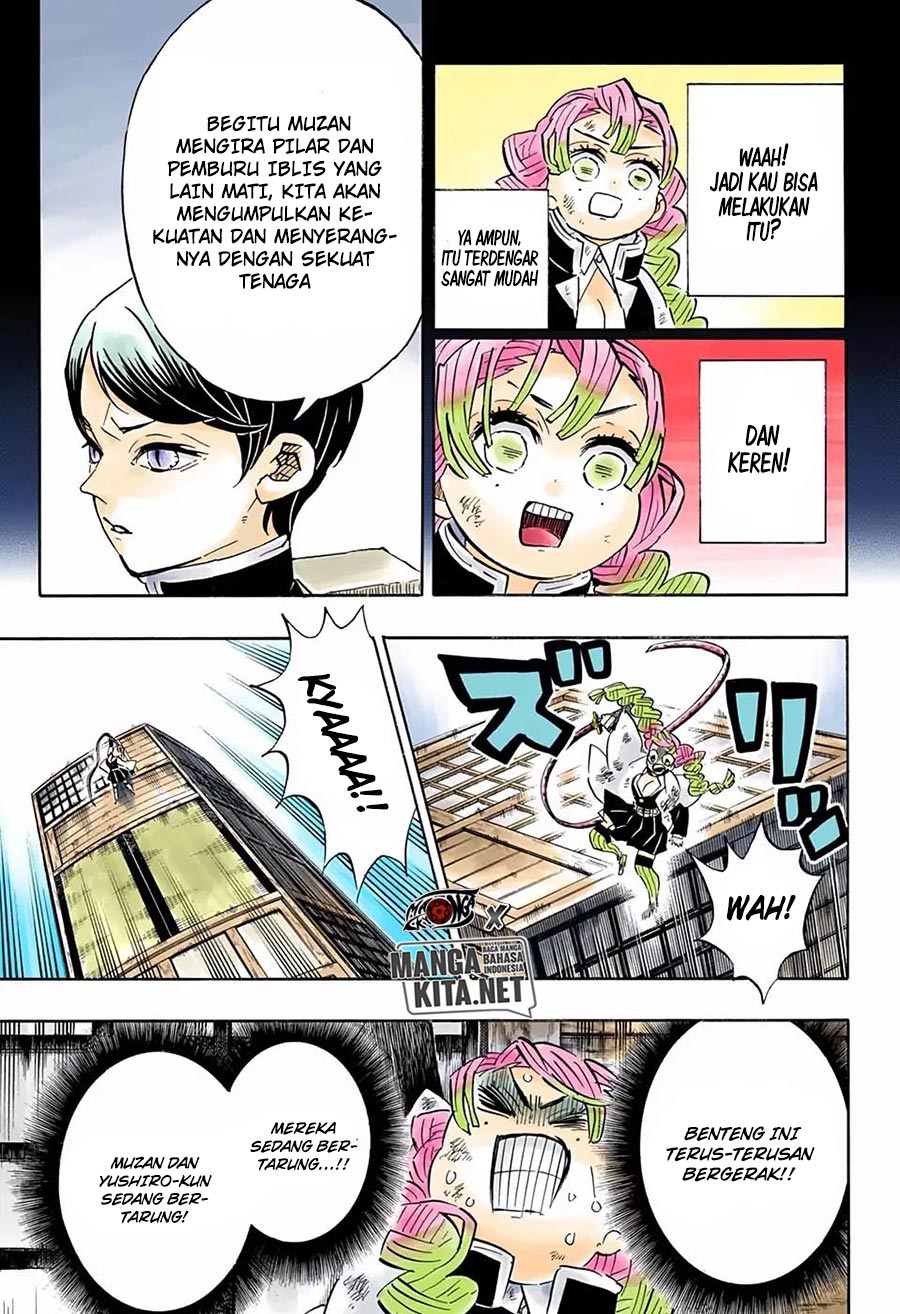 WAAH!
JADI KAU BISA
MELAKUKAN
ITU?
YA AMPUN,
ITU TERDENGAR
SANGAT MUDAH
DAN
KEREN!
BEGITU MUZAN
MENGIRA PILAR DAN
PEMBURU IBLIS YANG
LAIN MATI, KITA AKAN
MENGUMPULKAN KE-
KUATAN DAN MENYERANG-
NYA DENGAN SEKUAT
TENAGA
ズズッ
WAH!
KYAAAA!!
X
MANGA
BACA MANGA
BAHASA
INDONESIA
KITA.NET
BENTENG INI
TERUS-TERUSAN
BERGERAK!!
MEREKA
SEDANG BER-
TARUNG...!!
MUZAN DAN
YUSHIRO-KUN
SEDANG BER-
TARUNG!